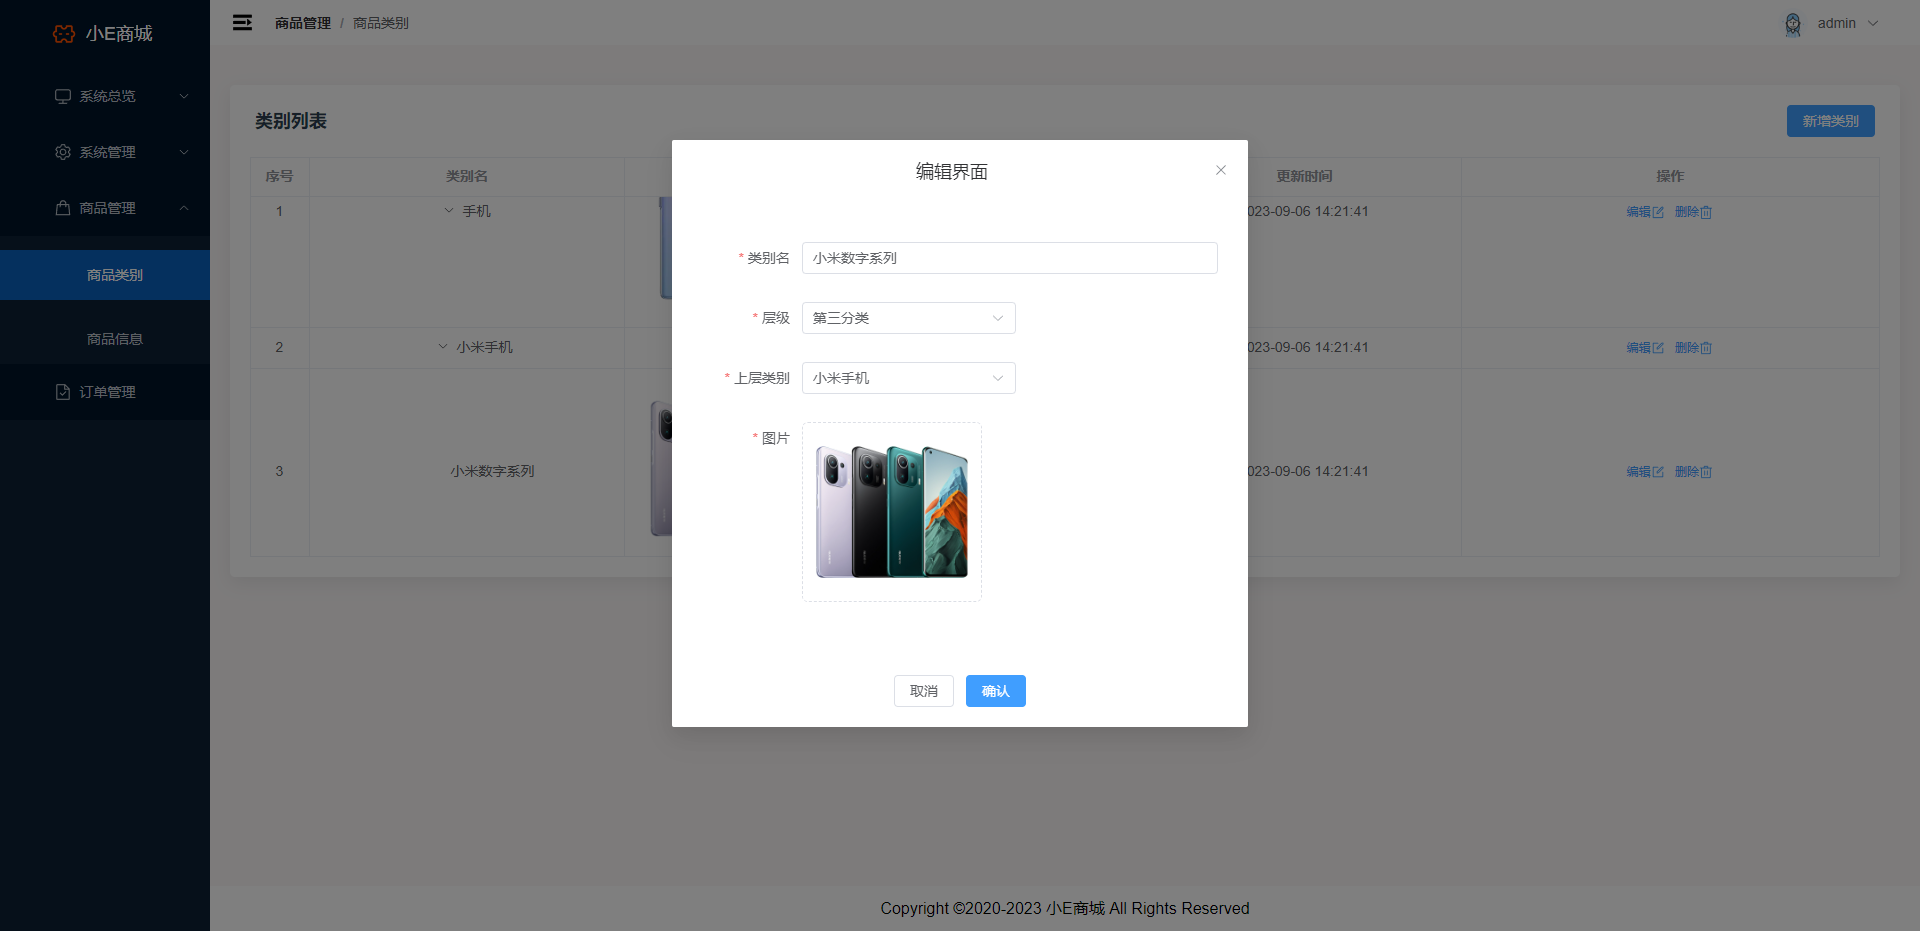 小E商城
系统总览
系统管理
商品管理
商品类别
商品信息
订单管理
商品管理 / 商品类别
admin
类别列表
新增类别
序号
类别名
更新时间
操作
1
手机
023-09-06 14:21:41
编辑
删除
2
小米手机
023-09-06 14:21:41
编辑
删除
3
小米数字系列
023-09-06 14:21:41
编辑
删除
编辑界面
* 类别名
小米数字系列
* 层级
第三分类
* 上层类别
小米手机
* 图片
取消
确认
Copyright ©2020-2023 小E商城 All Rights Reserved